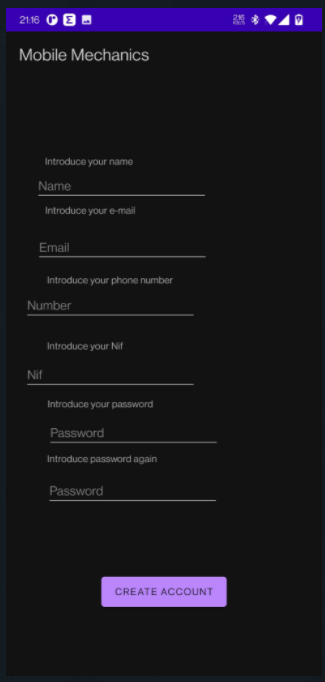 21:16
Mobile Mechanics
Introduce your name
Name
Introduce your e-mail
Email
Introduce your phone number
Number
Introduce your Nif
Nif
Introduce your password
Password
Introduce password again
Password
CREATE ACCOUNT